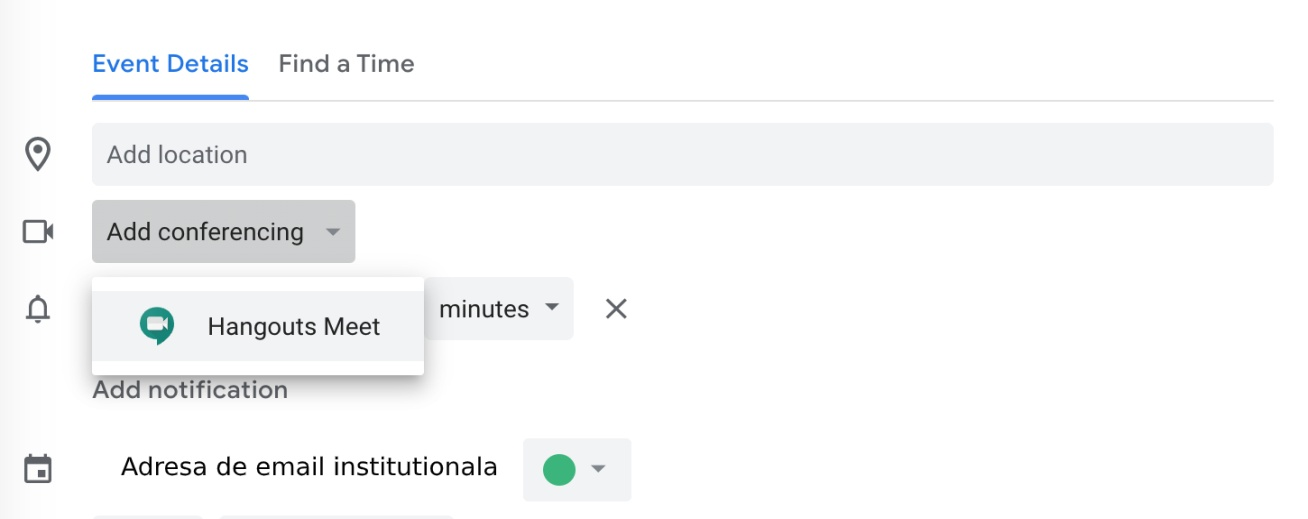 Event Details Find a Time
Add location
Add conferencing
Hangouts Meet
minutes
Add notification
Adresa de email institutionala